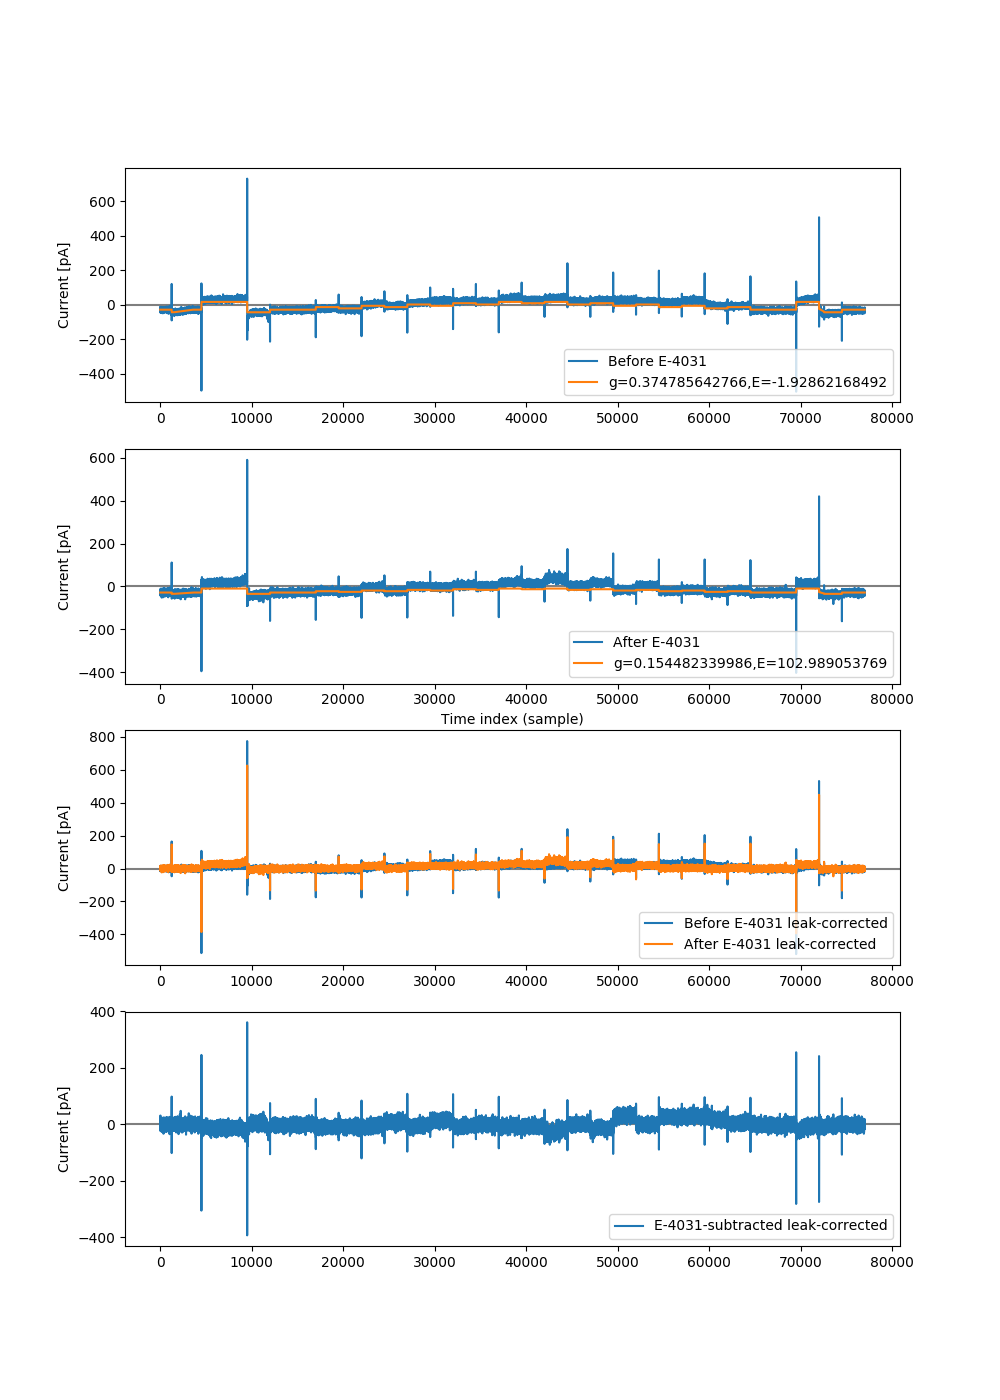 600
400
200
0
−200
−400
Current [pA]
Before E-4031
g=0.374785642766,E=-1.92862168492
0 10000 20000 30000 40000 50000 60000 70000 80000
600
400
200
0
−200
−400
Current [pA]
After E-4031
g=0.154482339986,E=102.989053769
0 10000 20000 30000 40000 50000 60000 70000 80000
Time index (sample)
800
600
400
200
0
−200
−400
Current [pA]
Before E-4031 leak-corrected
After E-4031 leak-corrected
0 10000 20000 30000 40000 50000 60000 70000 80000
400
200
0
−200
−400
Current [pA]
E-4031-subtracted leak-corrected
0 10000 20000 30000 40000 50000 60000 70000 80000